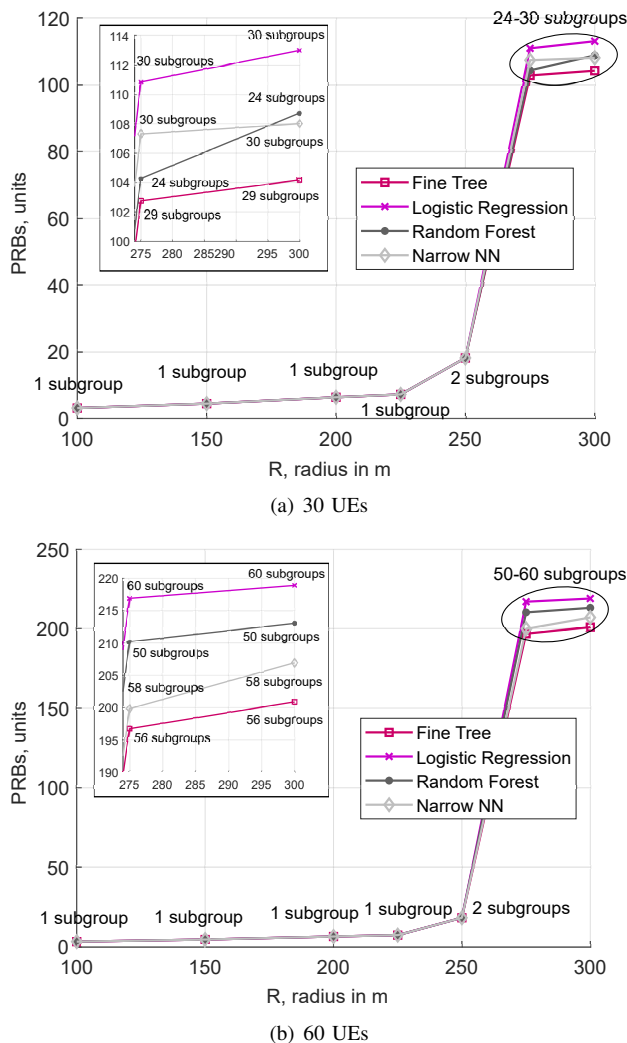 24-30 subgroups
120
100
80
60
40
20
0
PRBs, units
114
112
110
108
106
104
102
100
30 subgroups
30 subgroups
24 subgroups
30 subgroups
30 subgroups
24 subgroups
29 subgroups
29 subgroups
275 280 285290 295 300
Fine Tree
Logistic Regression
Random Forest
Narrow NN
1 subgroup
1 subgroup
1 subgroup
1 subgroup
2 subgroups
100 150 200 250 300
R, radius in m
(a) 30 UEs
250
200
150
100
50
0
PRBs, units
50-60 subgroups
220
215
210
205
200
195
190
60 subgroups
60 subgroups
50 subgroups
50 subgroups
58 subgroups
58 subgroups
56 subgroups
56 subgroups
275 280 285 290 295 300
Fine Tree
Logistic Regression
Random Forest
Narrow NN
1 subgroup 1 subgroup 1 subgroup 1 subgroup 2 subgroups
100 150 200 250 300
R, radius in m
(b) 60 UEs